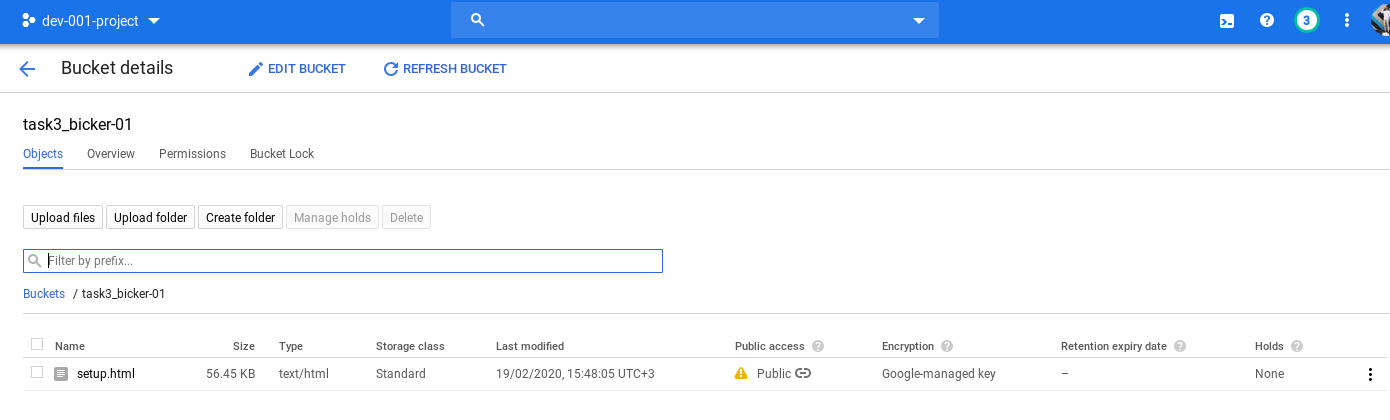 dev-001-project
3
Bucket details EDIT BUCKET REFRESH BUCKET
task3_bicker-01
Objects Overview Permissions Bucket Lock
Upload files Upload folder Create folder Manage holds Delete
Filter by prefix...
Buckets / task3_bicker-01
Name Size Type Storage class Last modified Public access Encryption Retention expiry date Holds
setup.html 56.45 KB text/html Standard 19/02/2020, 15:48:05 UTC+3 Public Google-managed key – None